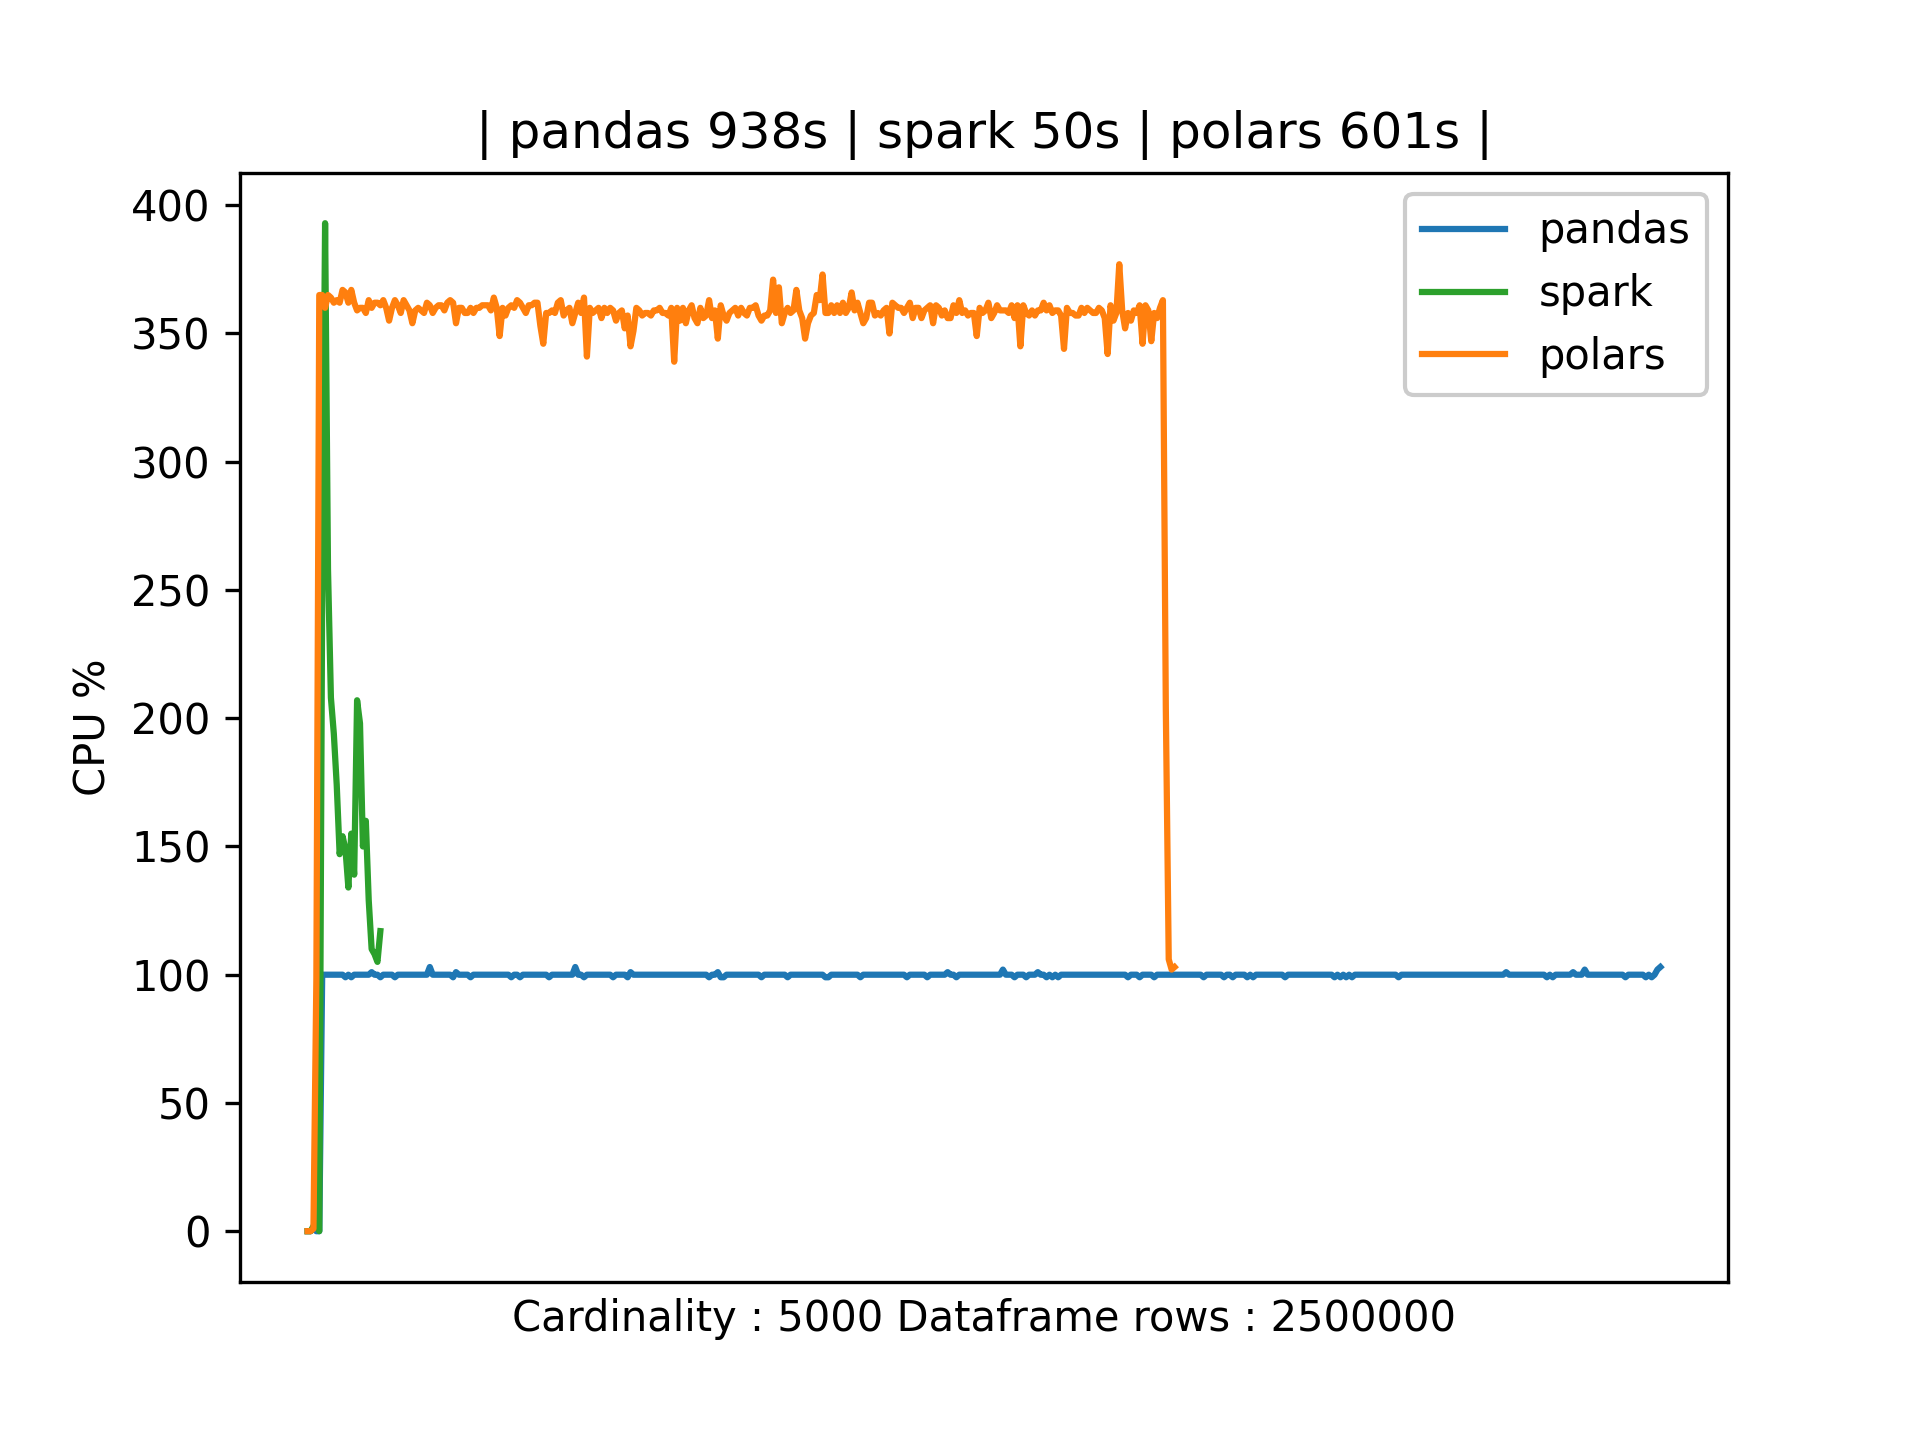 | pandas 938s | spark 50s | polars 601s |
400
350
300
250
200
150
100
50
0
CPU %
pandas
spark
polars
Cardinality : 5000 Dataframe rows : 2500000